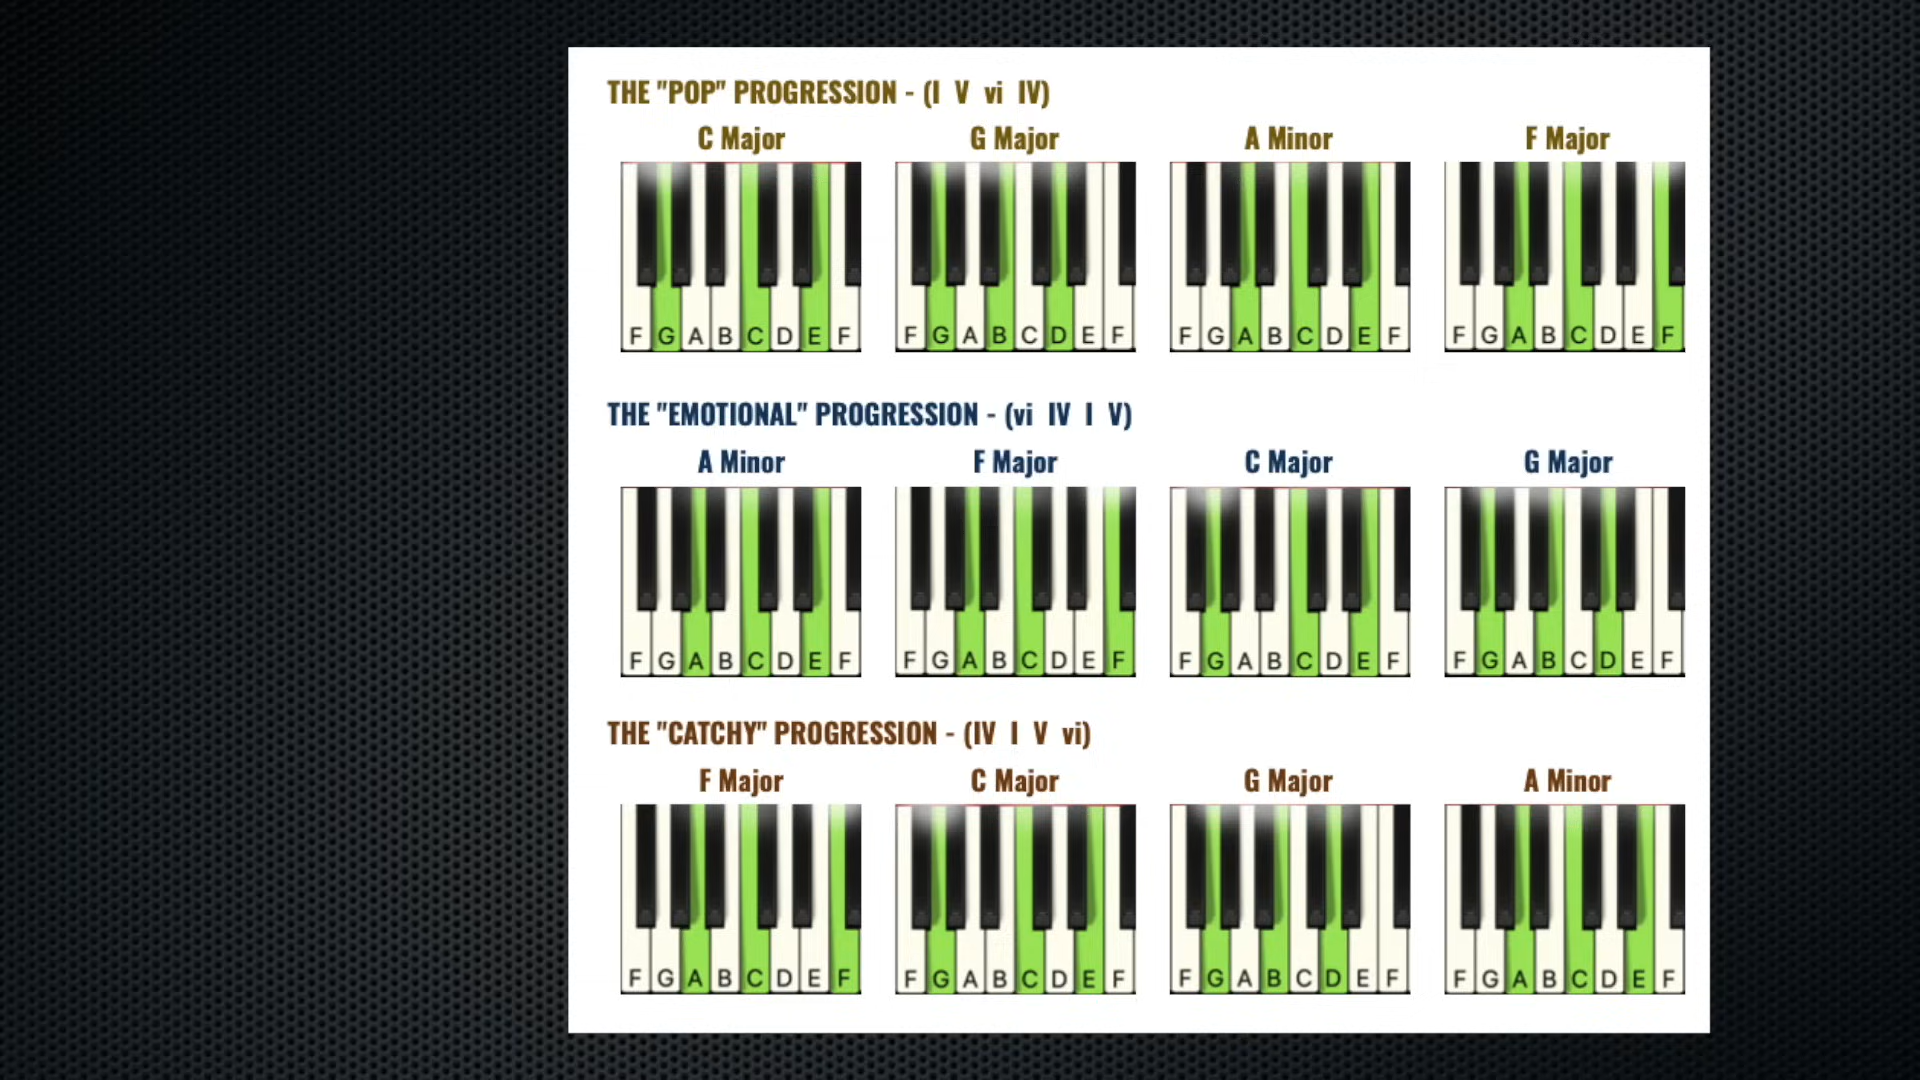 THE "POP" PROGRESSION - (I V vi IV)
C Major G Major A Minor F Major
F G A B C D E F F G A B C D E F F G A B C D E F F G A B C D E F
THE "EMOTIONAL" PROGRESSION - (vi IV I V)
A Minor F Major C Major G Major
F G A B C D E F F G A B C D E F F G A B C D E F F G A B C D E F
THE "CATCHY" PROGRESSION - (IV I V vi)
F Major C Major G Major A Minor
F G A B C D E F F G A B C D E F F G A B C D E F F G A B C D E F